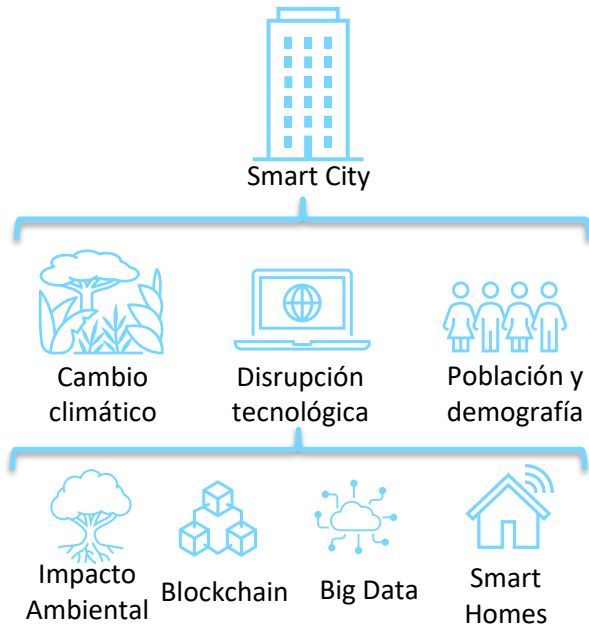 Smart City
Cambio
climático
Disrupción
tecnológica
Población y
demografía
Impacto
Ambiental
Blockchain
Big Data
Smart
Homes